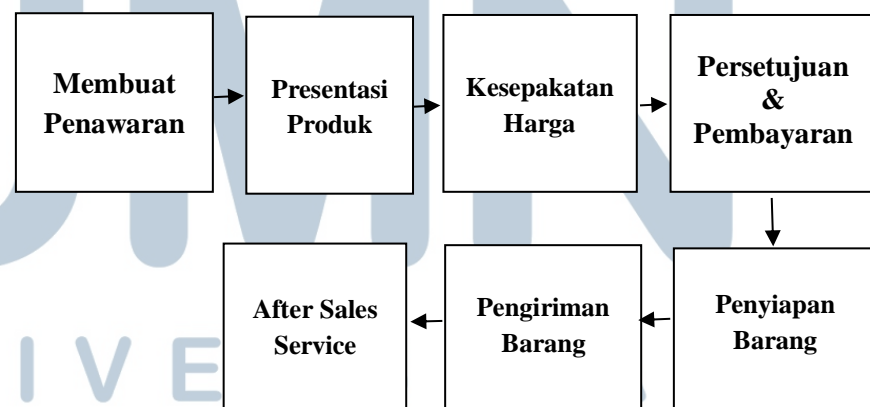 Membuat
Penawaran
Presentasi
Produk
Kesepakatan
Harga
Persetujuan
&
Pembayaran
Penyiapan
Barang
Pengiriman
Barang
After Sales
Service